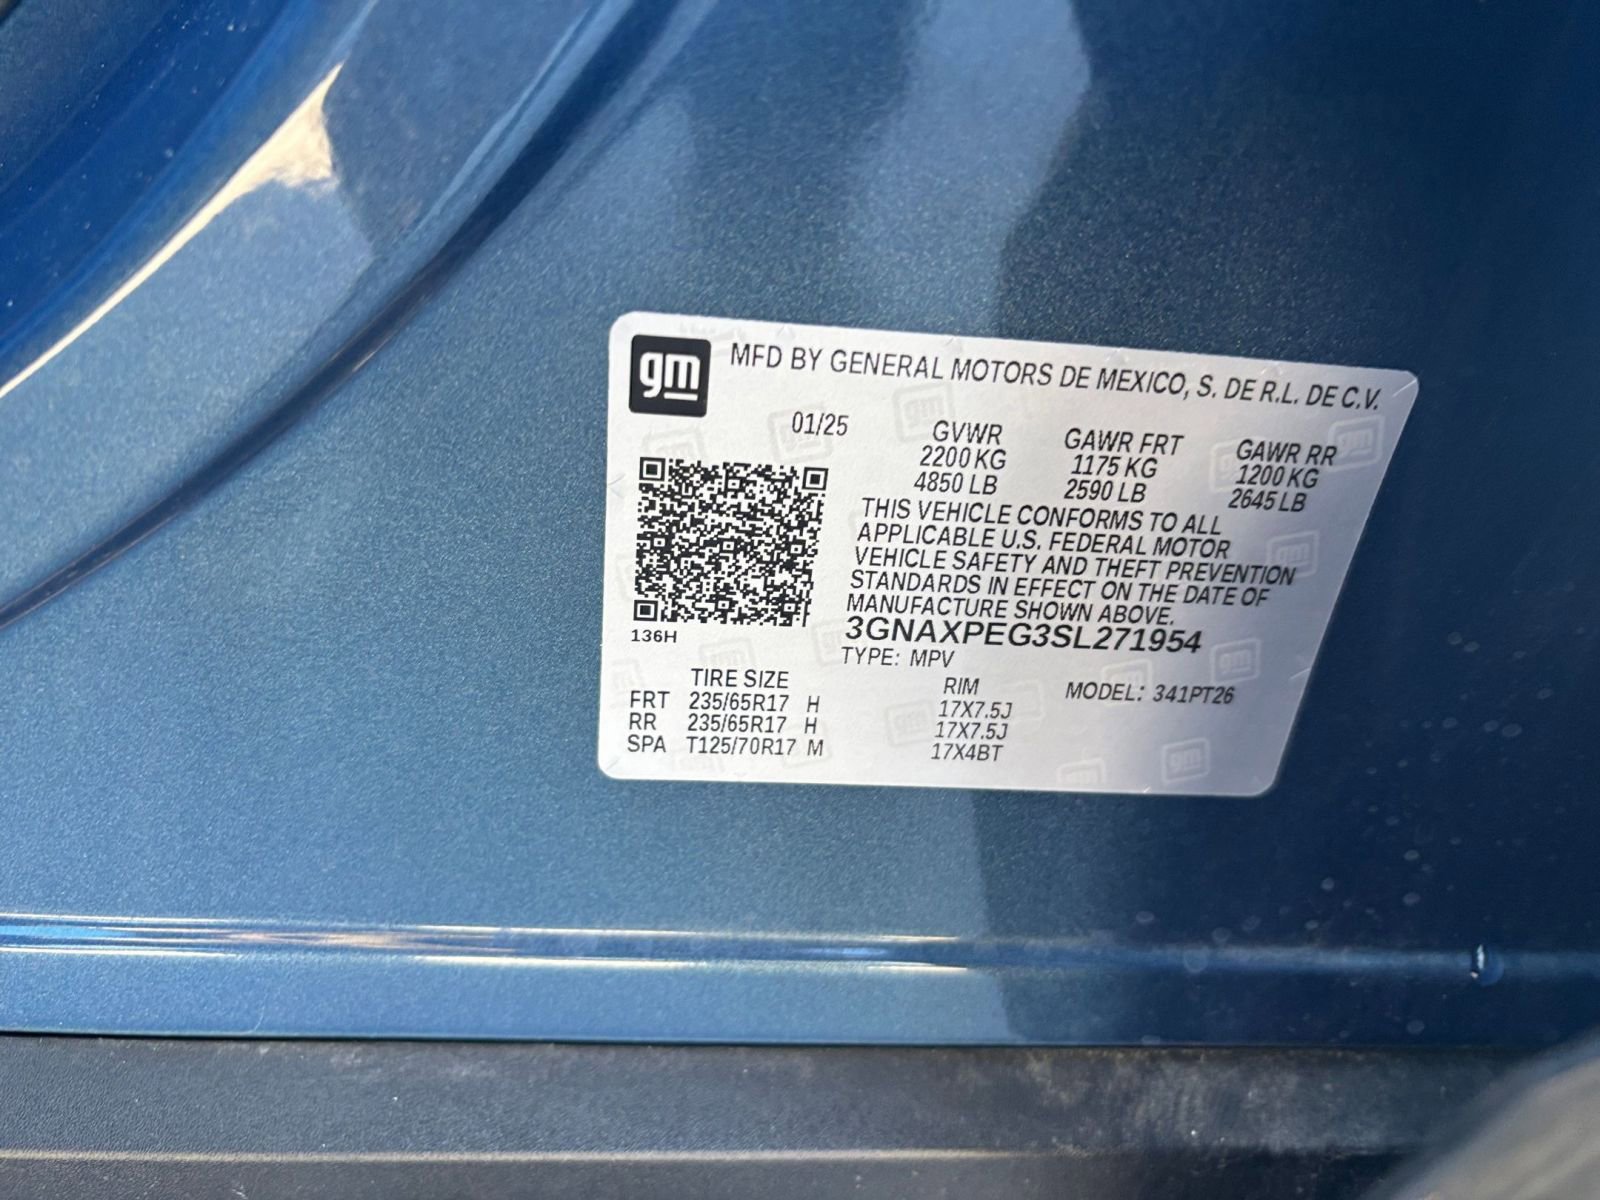 gm
MFD BY GENERAL MOTORS DE MEXICO, S. DE R.L. DE C.V.
01/25 GVWR GAWR FRT GAWR RR
2200 KG 1175 KG 1200 KG
4850 LB 2590 LB 2645 LB
THIS VEHICLE CONFORMS TO ALL
APPLICABLE U.S. FEDERAL MOTOR
VEHICLE SAFETY AND THEFT PREVENTION
STANDARDS IN EFFECT ON THE DATE OF
MANUFACTURE SHOWN ABOVE.
136H
3GNAXPEG3SL271954
TYPE: MPV
TIRE SIZE RIM MODEL: 341PT26
FRT 235/65R17 H 17X7.5J
RR 235/65R17 H 17X7.5J
SPA T125/70R17 M 17X4BT